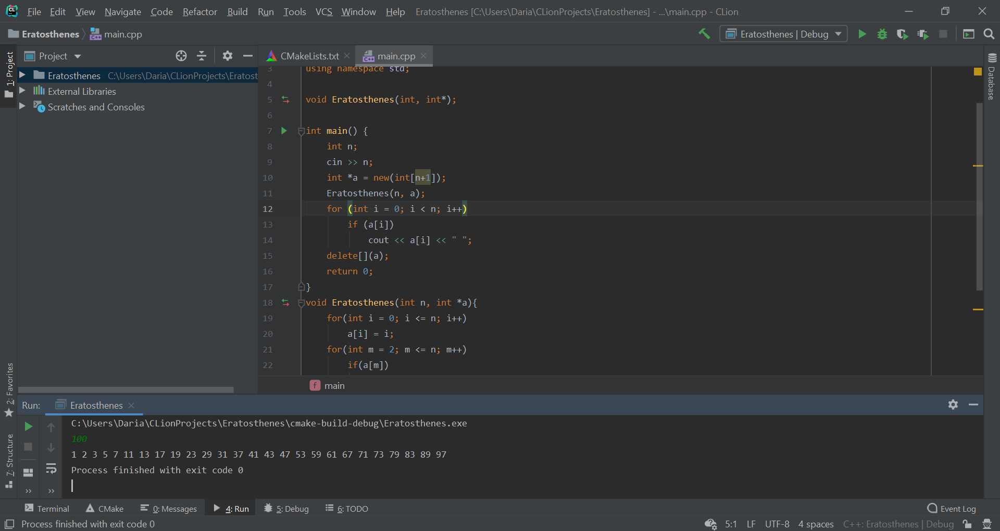 File Edit View Navigate Code Refactor Build Run Tools VCS Window Help Eratosthenes [C:\Users\Daria\CLionProjects\Eratosthenes] - ...\main.cpp - CLion
Eratosthenes main.cpp Eratosthenes | Debug
1: Project
Project
Eratosthenes C:\Users\Daria\CLionProjects\Eratost
External Libraries
Scratches and Consoles
CMakeLists.txt main.cpp
3 using namespace std;
4
5 void Eratosthenes(int, int*);
6
7 int main() {
8     int n;
9     cin >> n;
10     int *a = new(int[n+1]);
11     Eratosthenes(n, a);
12     for (int i = 0; i < n; i++)
13         if (a[i])
14             cout << a[i] << " ";
15     delete[](a);
16     return 0;
17 }
18 void Eratosthenes(int n, int *a){
19     for(int i = 0; i <= n; i++)
20         a[i] = i;
21     for(int m = 2; m <= n; m++)
22         if(a[m])
f main
Database
2: Favorites
Z: Structure
Run: Eratosthenes
C:\Users\Daria\CLionProjects\Eratosthenes\cmake-build-debug\Eratosthenes.exe
100
1 2 3 5 7 11 13 17 19 23 29 31 37 41 43 47 53 59 61 67 71 73 79 83 89 97
Process finished with exit code 0
Terminal CMake 0: Messages 4: Run 5: Debug 6: TODO Event Log
Process finished with exit code 0 5:1 LF UTF-8 4 spaces C++: Eratosthenes | Debug